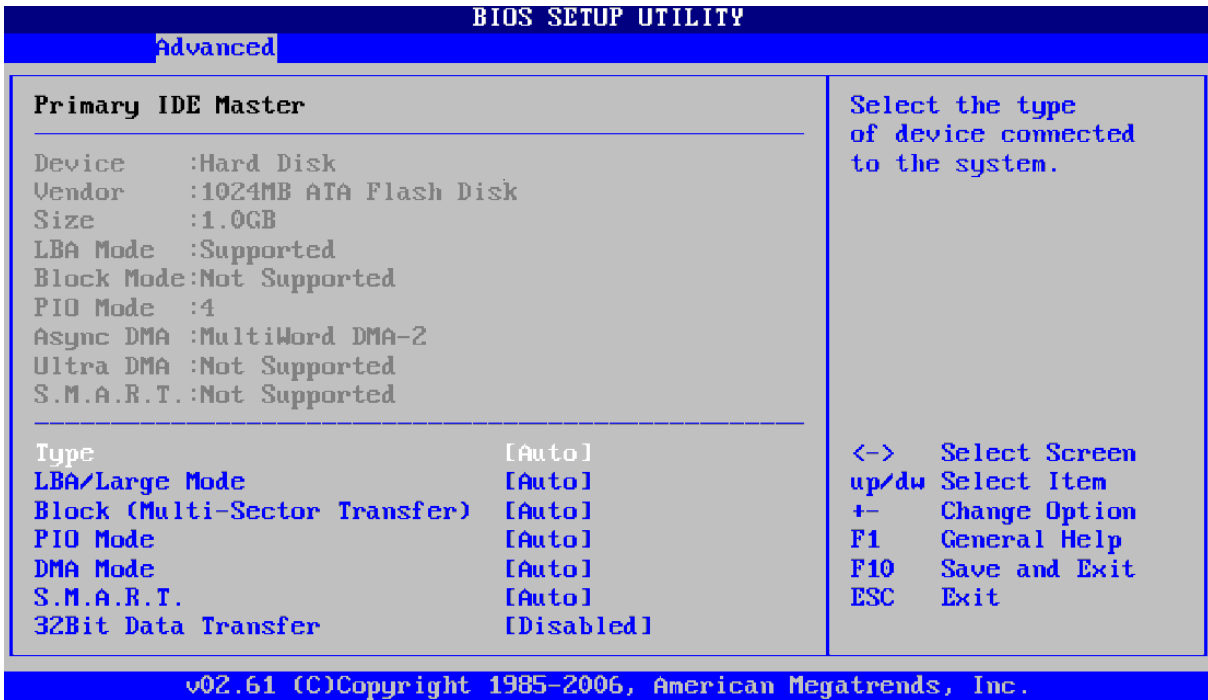 BIOS SETUP UTILITY
Advanced
Primary IDE Master
Device :Hard Disk
Vendor :1024MB ATA Flash Disk
Size :1.0GB
LBA Mode :Supported
Block Mode:Not Supported
PIO Mode :4
Async DMA :MultiWord DMA-2
Ultra DMA :Not Supported
S.M.A.R.T.:Not Supported
Type [Auto]
LBA/Large Mode [Auto]
Block (Multi-Sector Transfer) [Auto]
PIO Mode [Auto]
DMA Mode [Auto]
S.M.A.R.T. [Auto]
32Bit Data Transfer [Disabled]
Select the type
of device connected
to the system.
<-> Select Screen
up/dw Select Item
+- Change Option
F1 General Help
F10 Save and Exit
ESC Exit
v02.61 (C)Copyright 1985-2006, American Megatrends, Inc.